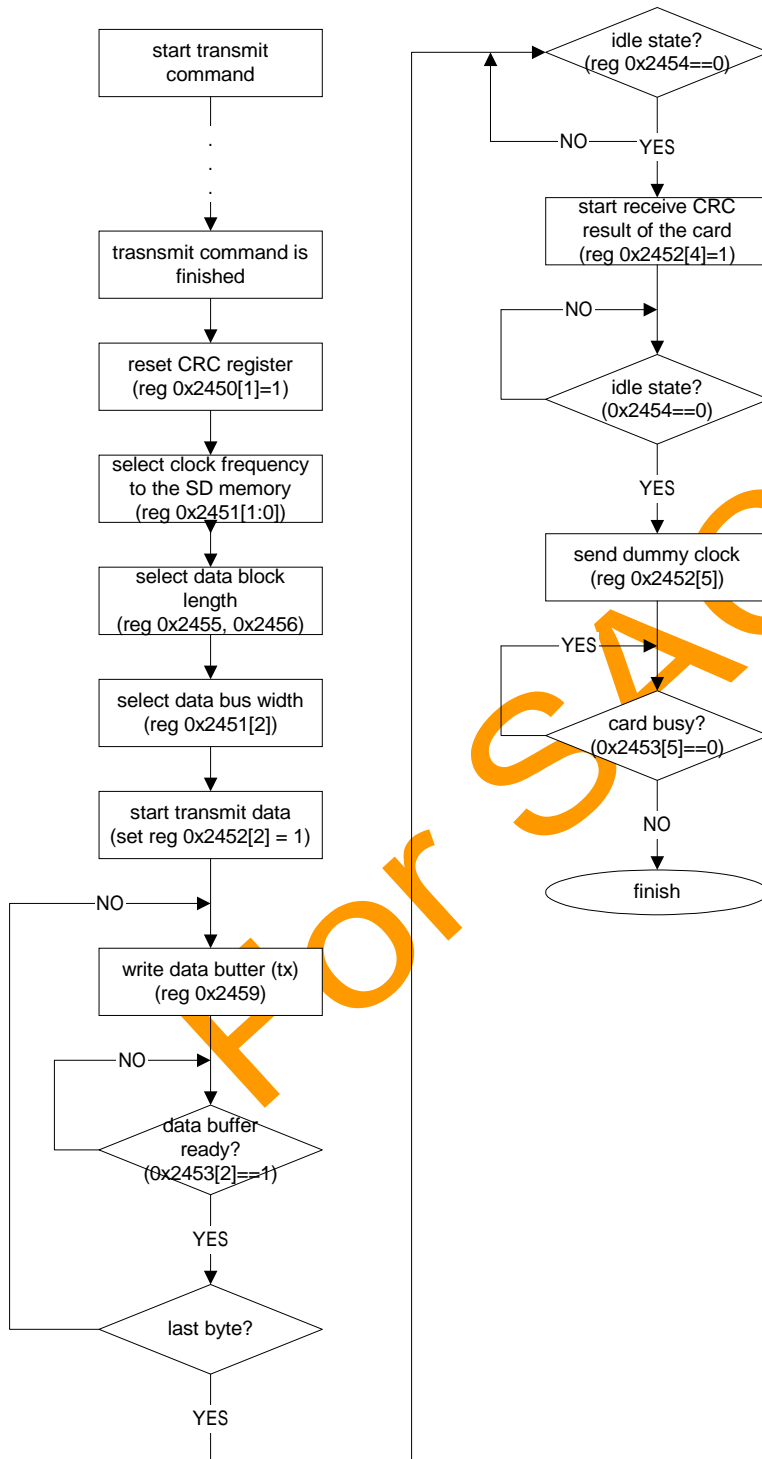 start transmit
command
.
.
.
trasnsmit command is
finished
reset CRC register
(reg 0x2450[1]=1)
select clock frequency
to the SD memory
(reg 0x2451[1:0])
select data block
length
(reg 0x2455, 0x2456)
select data bus width
(reg 0x2451[2])
start transmit data
(set reg 0x2452[2] = 1)
NO
write data butter (tx)
(reg 0x2459)
NO
data buffer
ready?
(0x2453[2]==1)
YES
last byte?
YES
idle state?
(reg 0x2454==0)
NO
YES
start receive CRC
result of the card
(reg 0x2452[4]=1)
NO
idle state?
(0x2454==0)
YES
send dummy clock
(reg 0x2452[5])
YES
card busy?
(0x2453[5]==0)
NO
finish
For